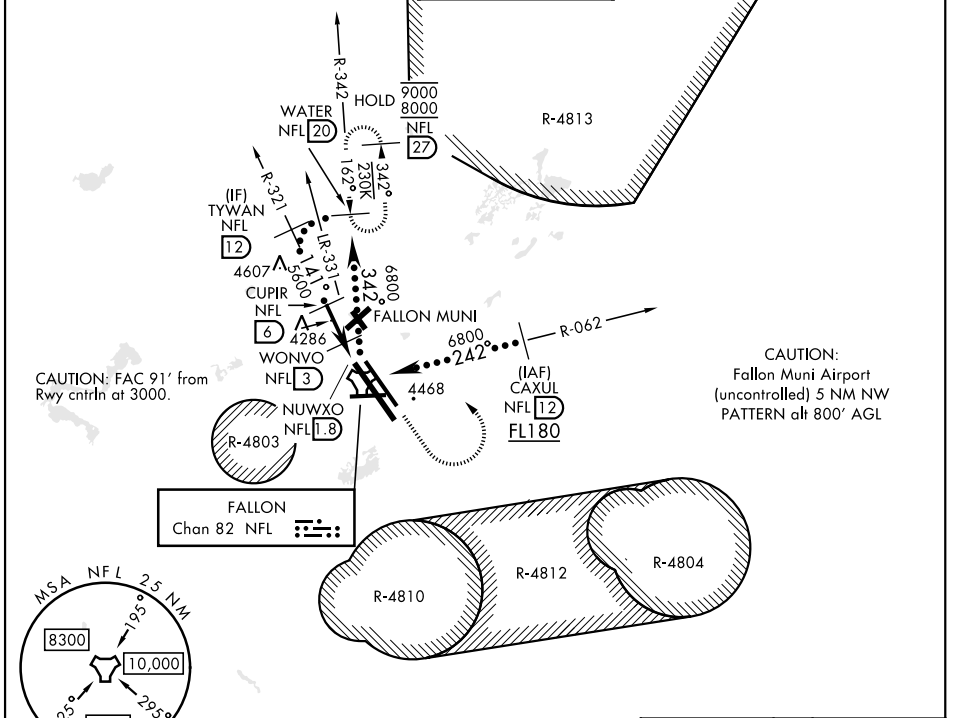 R-342
HOLD 9000
8000
WATER
NFL 20
NFL
27
R-4813
162°
230K
342°
R-321
(IF)
TYWAN
NFL
12
LR-331
4607
5600
141°
6800
342°
CUPIR
NFL
6
4286
FALLON MUNI
WONVO
NFL 3
6800
242°
R-062
(IAF)
CAXUL
NFL 12
FL180
4468
CAUTION: FAC 91' from
Rwy cntrln at 3000.
NUWXO
NFL 1.8
CAUTION:
Fallon Muni Airport
(uncontrolled) 5 NM NW
PATTERN alt 800' AGL
R-4803
FALLON
Chan 82 NFL
R-4810
R-4812
R-4804
MSA NFL 25 NM
195°
8300
10,000
25°
295°